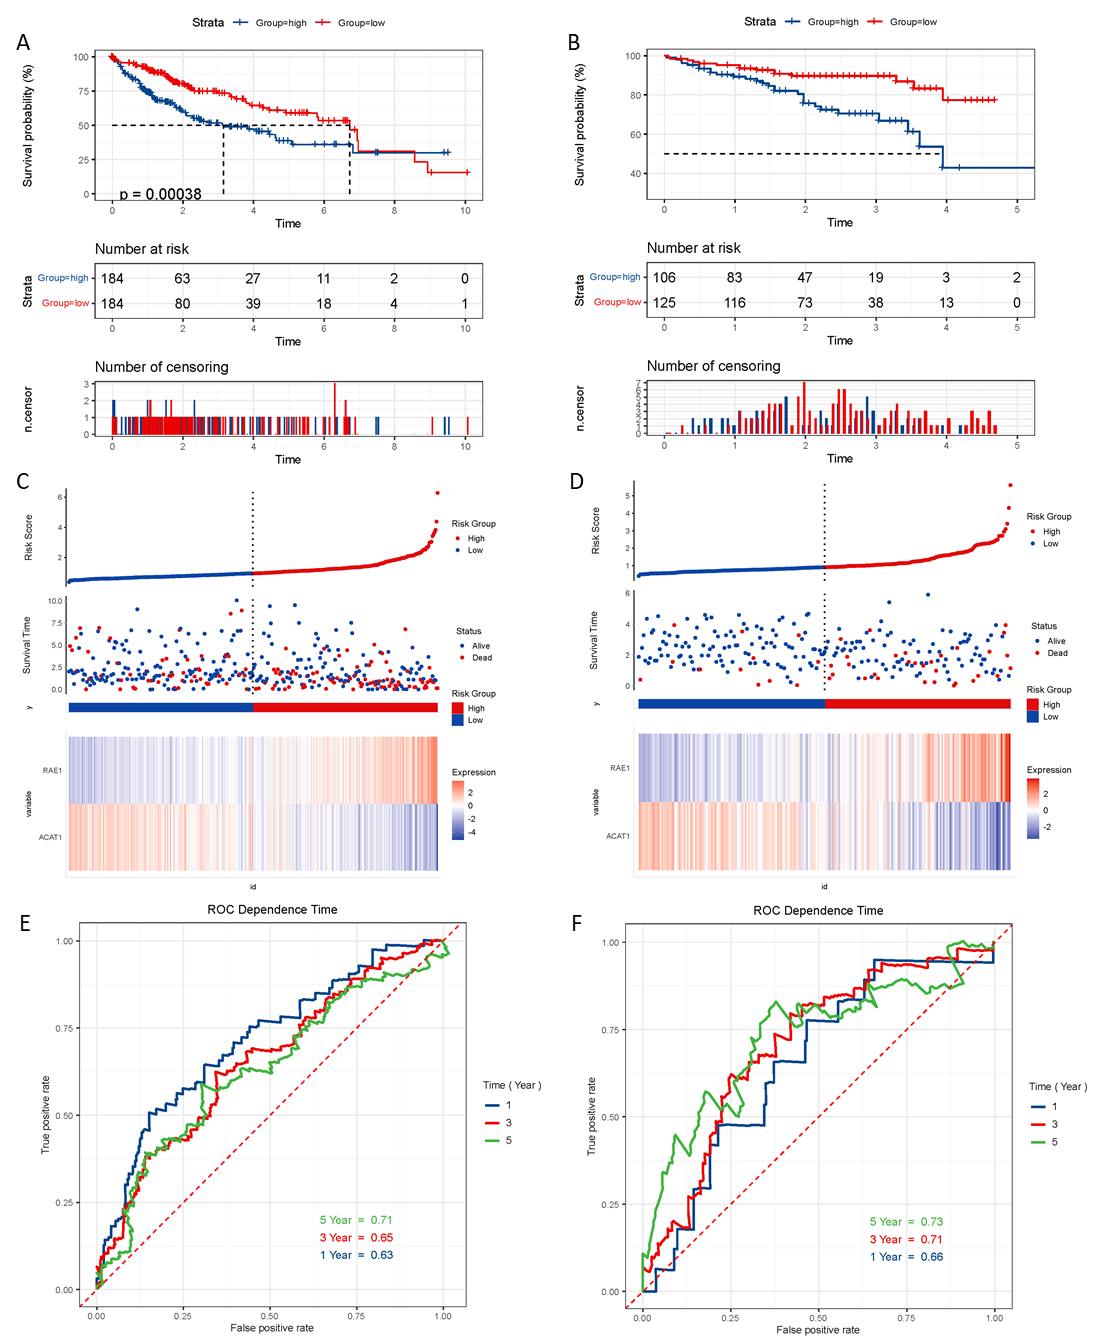 A
Strata Group=high Group=low
Survival probability (%)
100
75
50
25
0
p = 0.00038
0 2 4 6 8 10
Time
Number at risk
Strata
Group=high 184 63 27 11 2 0
Group=low 184 80 39 18 4 1
0 2 4 6 8 10
Time
Number of censoring
n.censor
3
2
1
0
0 2 4 6 8 10
Time
B
Strata Group=high Group=low
Survival probability (%)
100
80
60
40
0 1 2 3 4 5
Time
Number at risk
Strata
Group=high 106 83 47 19 3 2
Group=low 125 116 73 38 13 0
0 1 2 3 4 5
Time
Number of censoring
n.censor
7
6
5
4
3
2
1
0
0 1 2 3 4 5
Time
C
Risk Score
6
4
2
Risk Group
High
Low
Survival Time
10.0
7.5
5.0
2.5
0.0
Status
Alive
Dead
y
Risk Group
High
Low
variable
RAE1
ACAT1
Expression
2
0
-2
-4
id
D
Risk Score
5
4
3
2
1
Risk Group
High
Low
Survival Time
6
4
2
0
Status
Alive
Dead
y
Risk Group
High
Low
variable
RAE1
ACAT1
Expression
2
0
-2
id
E
ROC Dependence Time
True positive rate
1.00
0.75
0.50
0.25
0.00
5 Year = 0.71
3 Year = 0.65
1 Year = 0.63
0.00 0.25 0.50 0.75 1.00
False positive rate
Time ( Year )
1
3
5
F
ROC Dependence Time
True positive rate
1.00
0.75
0.50
0.25
0.00
5 Year = 0.73
3 Year = 0.71
1 Year = 0.66
0.00 0.25 0.50 0.75 1.00
False positive rate
Time ( Year )
1
3
5